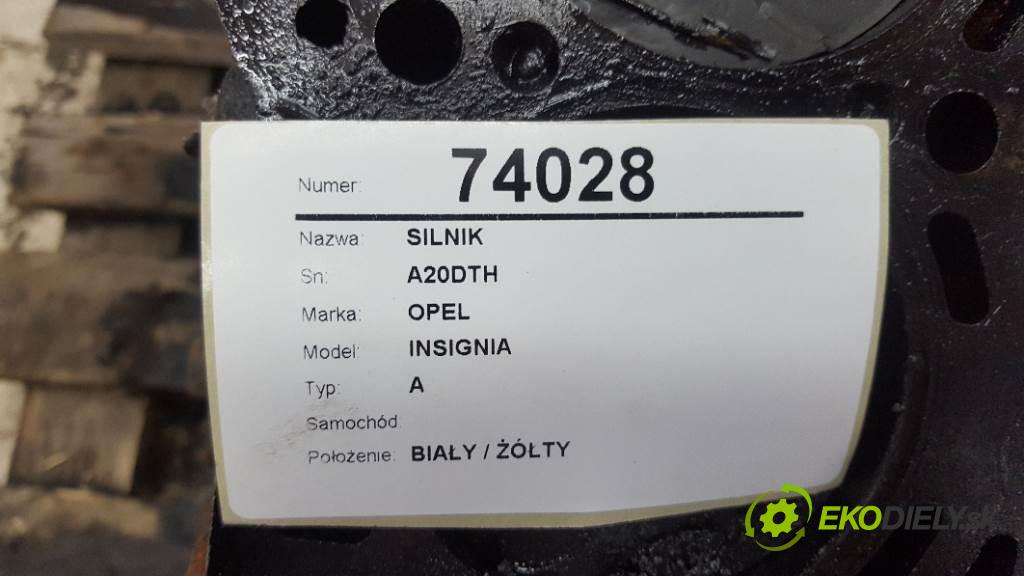 Numer: 74028
Nazwa: SILNIK
Sn: A20DTH
Marka: OPEL
Model: INSIGNIA
Typ: A
Samochód
Położenie: BIAŁY / ŻÓŁTY
EKODIELY.sk